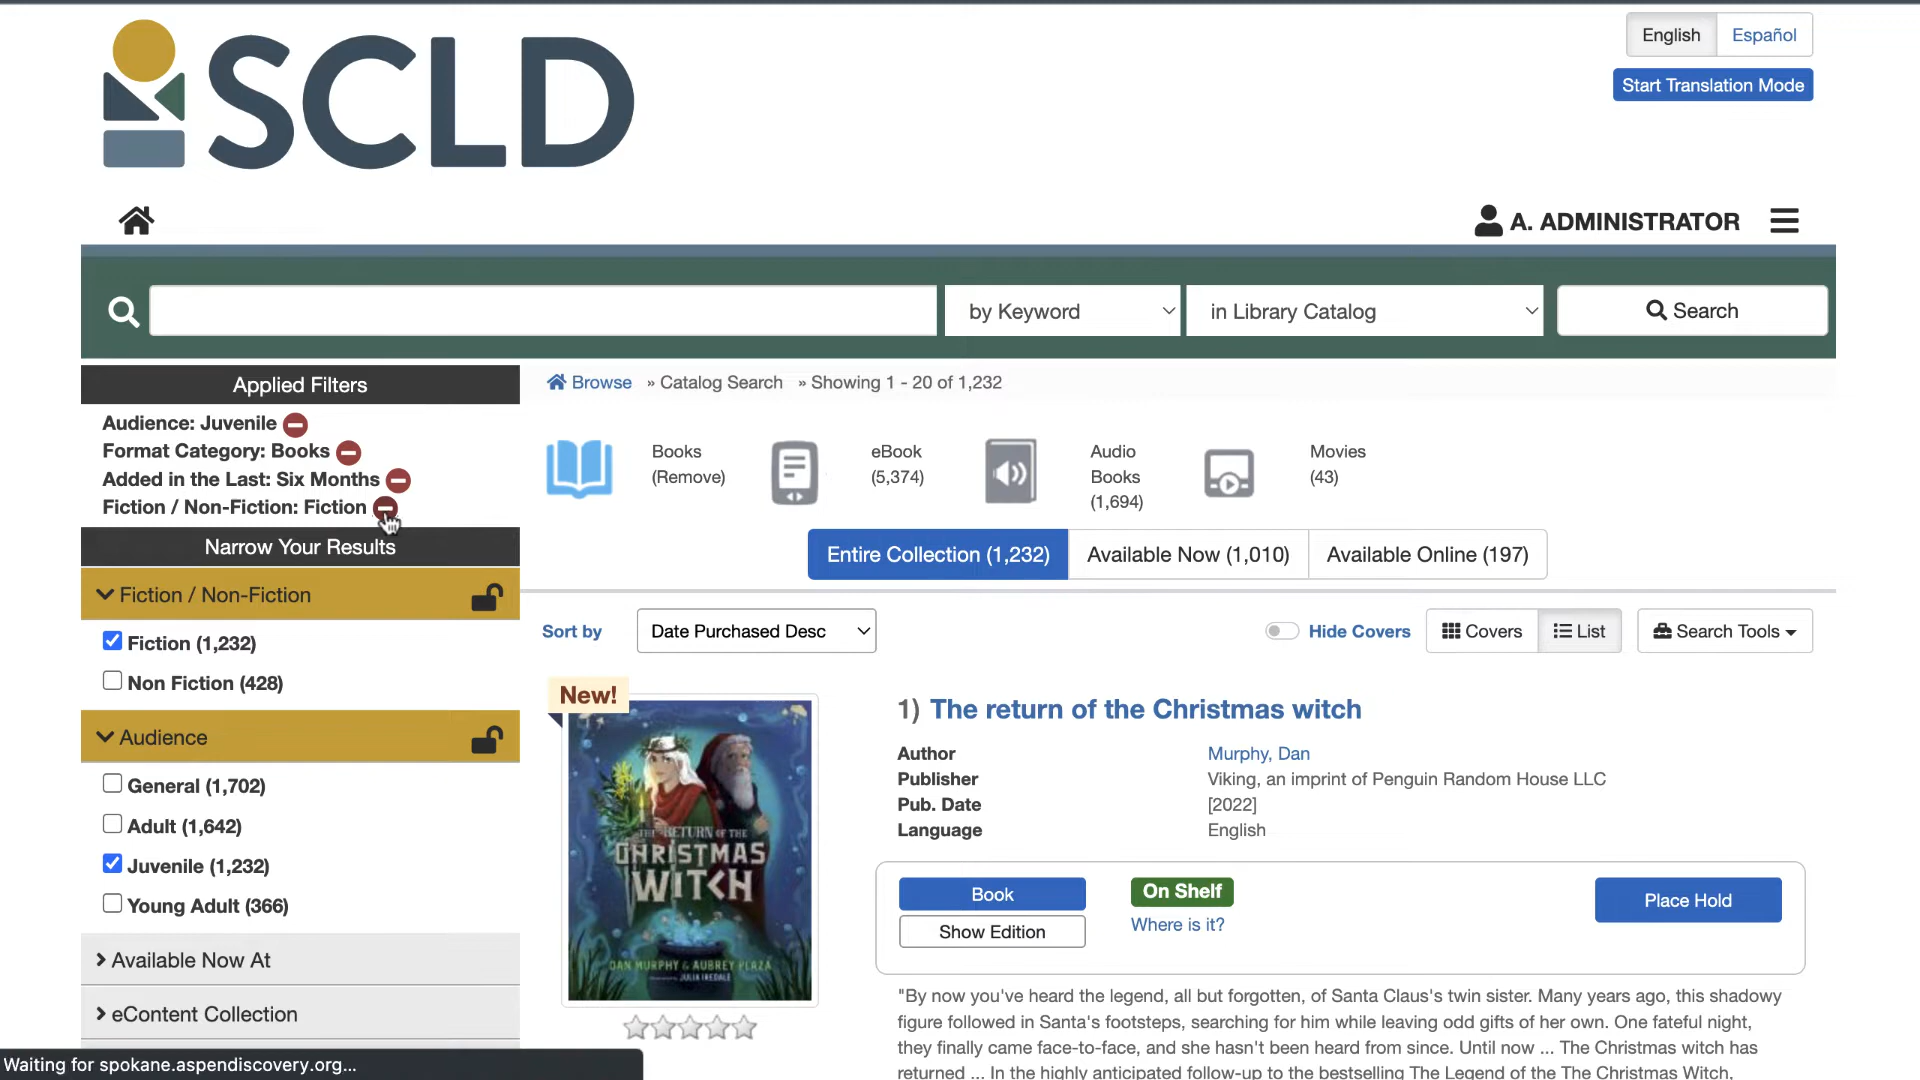 SCLD
English
Español
Start Translation Mode
A. ADMINISTRATOR
by Keyword
in Library Catalog
Search
Applied Filters
Audience: Juvenile
Format Category: Books
Added in the Last: Six Months
Fiction / Non-Fiction: Fiction
Narrow Your Results
Fiction / Non-Fiction
Fiction (1,232)
Non Fiction (428)
Audience
General (1,702)
Adult (1,642)
Juvenile (1,232)
Young Adult (366)
Available Now At
eContent Collection
Waiting for spokane.aspendiscovery.org...
Browse » Catalog Search » Showing 1 - 20 of 1,232
Books
(Remove)
eBook
(5,374)
Audio
Books
(1,694)
Movies
(43)
Entire Collection (1,232)
Available Now (1,010)
Available Online (197)
Sort by
Date Purchased Desc
Hide Covers
Covers
List
Search Tools
New!
THE RETURN OF THE
CHRISTMAS
WITCH
DAN MURPHY & AUBREY PLAZA
JULIA IREDALE
1) The return of the Christmas witch
Author Murphy, Dan
Publisher Viking, an imprint of Penguin Random House LLC
Pub. Date [2022]
Language English
Book
Show Edition
On Shelf
Where is it?
Place Hold
"By now you've heard the legend, all but forgotten, of Santa Claus's twin sister. Many years ago, this shadowy
figure followed in Santa's footsteps, searching for him while leaving odd gifts of her own. One fateful night,
they finally came face-to-face, and she hasn't been heard from since. Until now ... The Christmas witch has
returned ... In the highly anticipated follow-up to the bestselling The Legend of the The Christmas Witch,